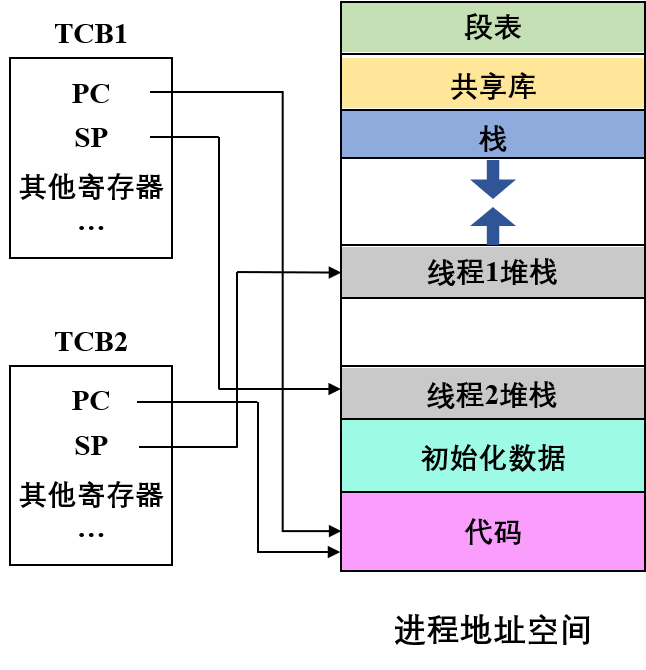 TCB1
PC
SP
其他寄存器
…
TCB2
PC
SP
其他寄存器
…
段表
共享库
栈
线程1堆栈
线程2堆栈
初始化数据
代码
进程地址空间